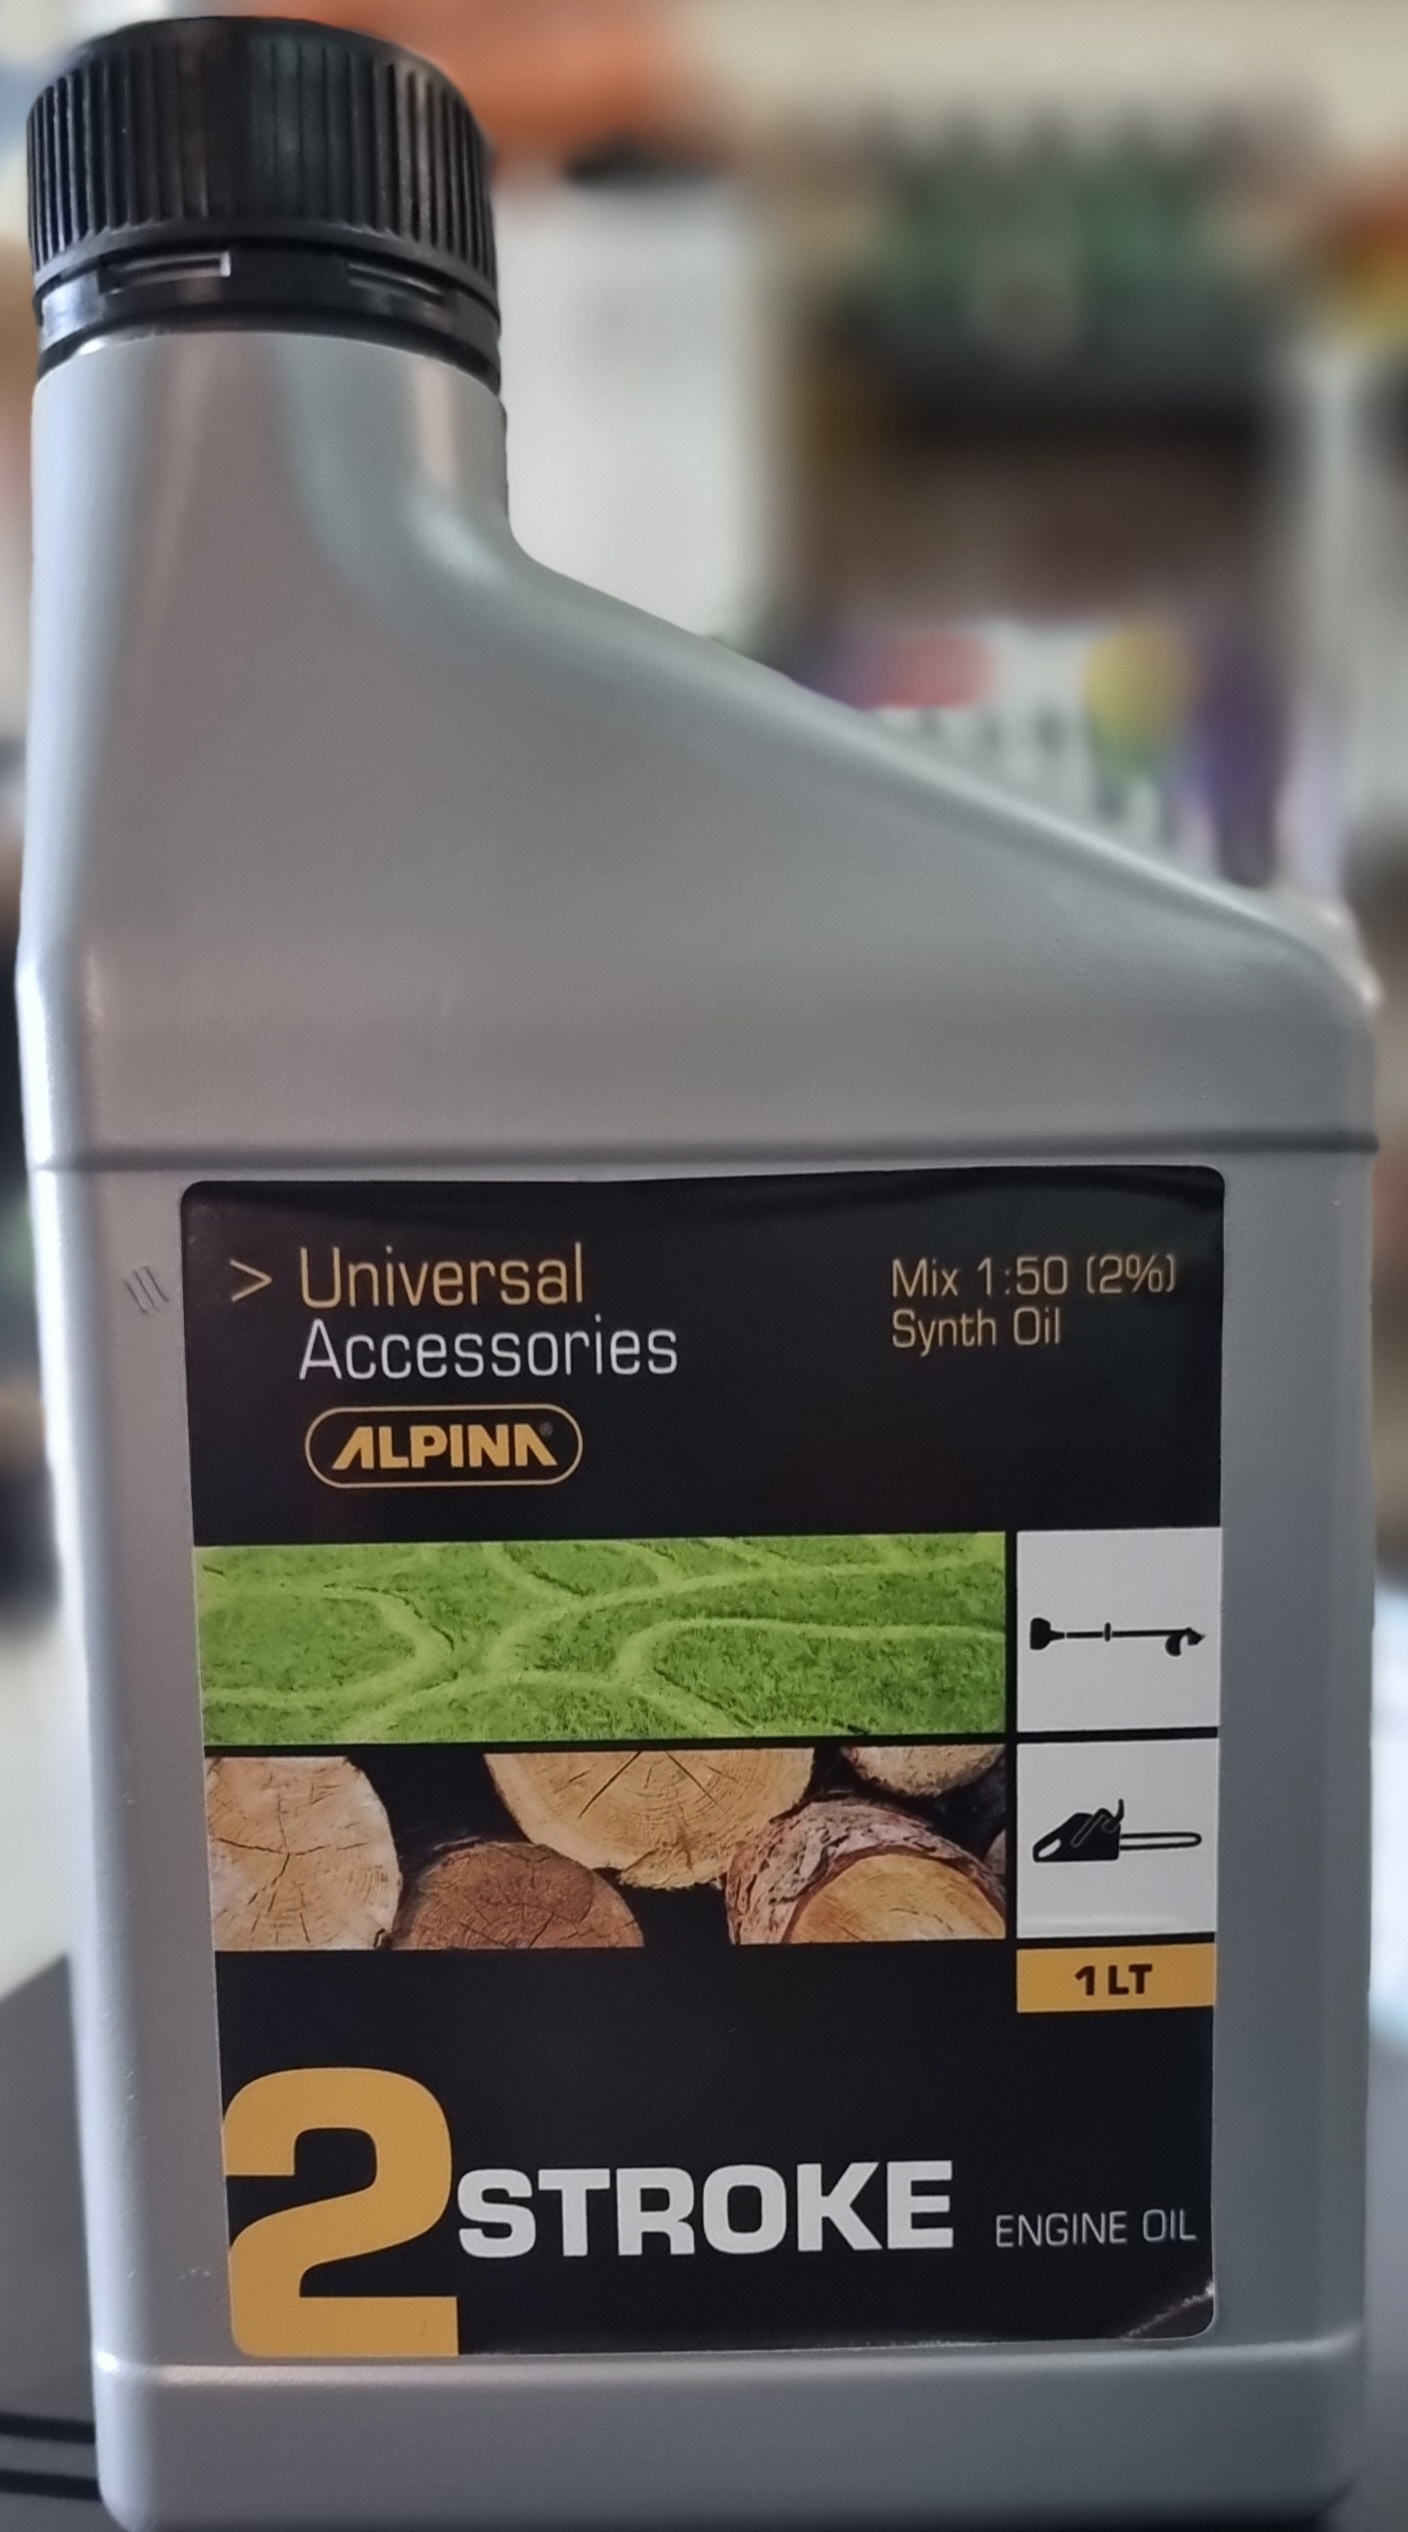 > Universal
Accessories
ALPINA®
Mix 1:50 (2%)
Synth Oil
1 LT
2 STROKE ENGINE OIL